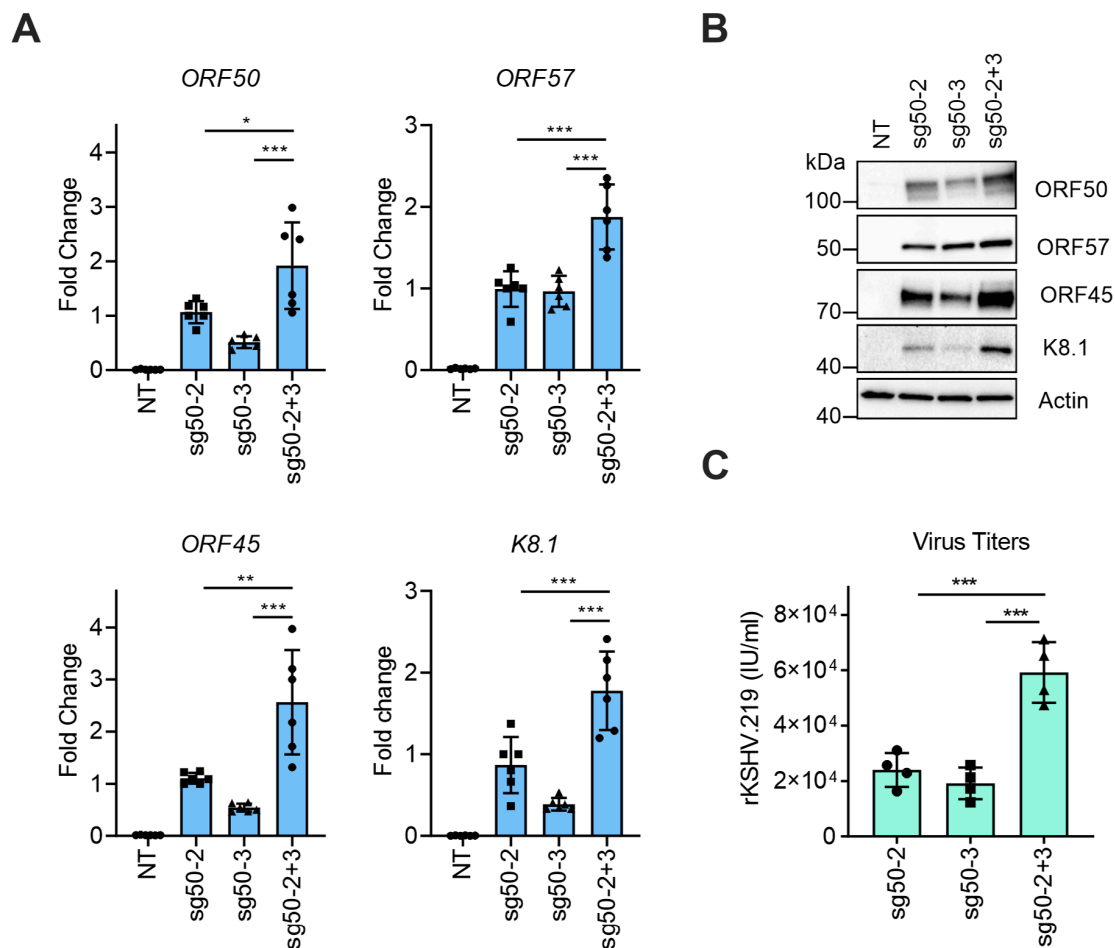 A
ORF50
Fold Change
4
3
2
1
0
*
***
NT
sg50-2
sg50-3
sg50-2+3
ORF57
Fold Change
3
2
1
0
***
***
NT
sg50-2
sg50-3
sg50-2+3
ORF45
Fold Change
4
3
2
1
0
**
***
NT
sg50-2
sg50-3
sg50-2+3
K8.1
Fold change
3
2
1
0
***
***
NT
sg50-2
sg50-3
sg50-2+3
B
NT
sg50-2
sg50-3
sg50-2+3
kDa
100
ORF50
50
ORF57
70
ORF45
40
K8.1
40
Actin
C
Virus Titers
rKSHV.219 (IU/ml)
8×10⁴
6×10⁴
4×10⁴
2×10⁴
0
***
***
sg50-2
sg50-3
sg50-2+3